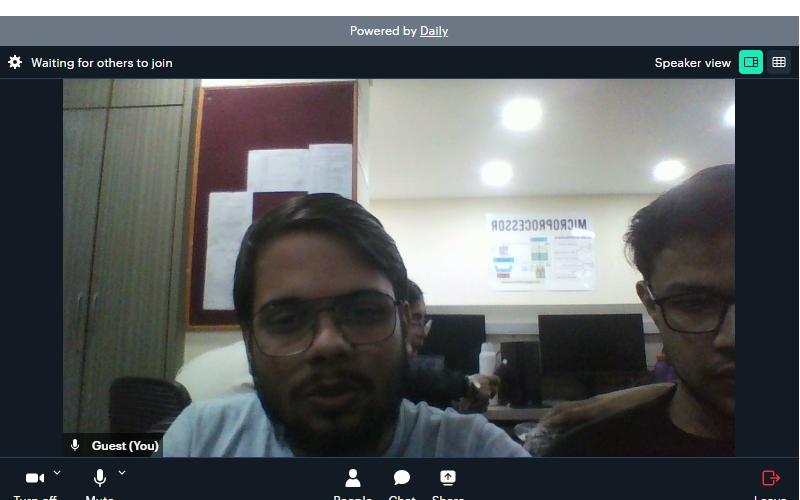 Powered by Daily
Waiting for others to join
Speaker view
MICROPROCESSOR
Guest (You)
Turn off
Mute
People
Chat
Share
Leave